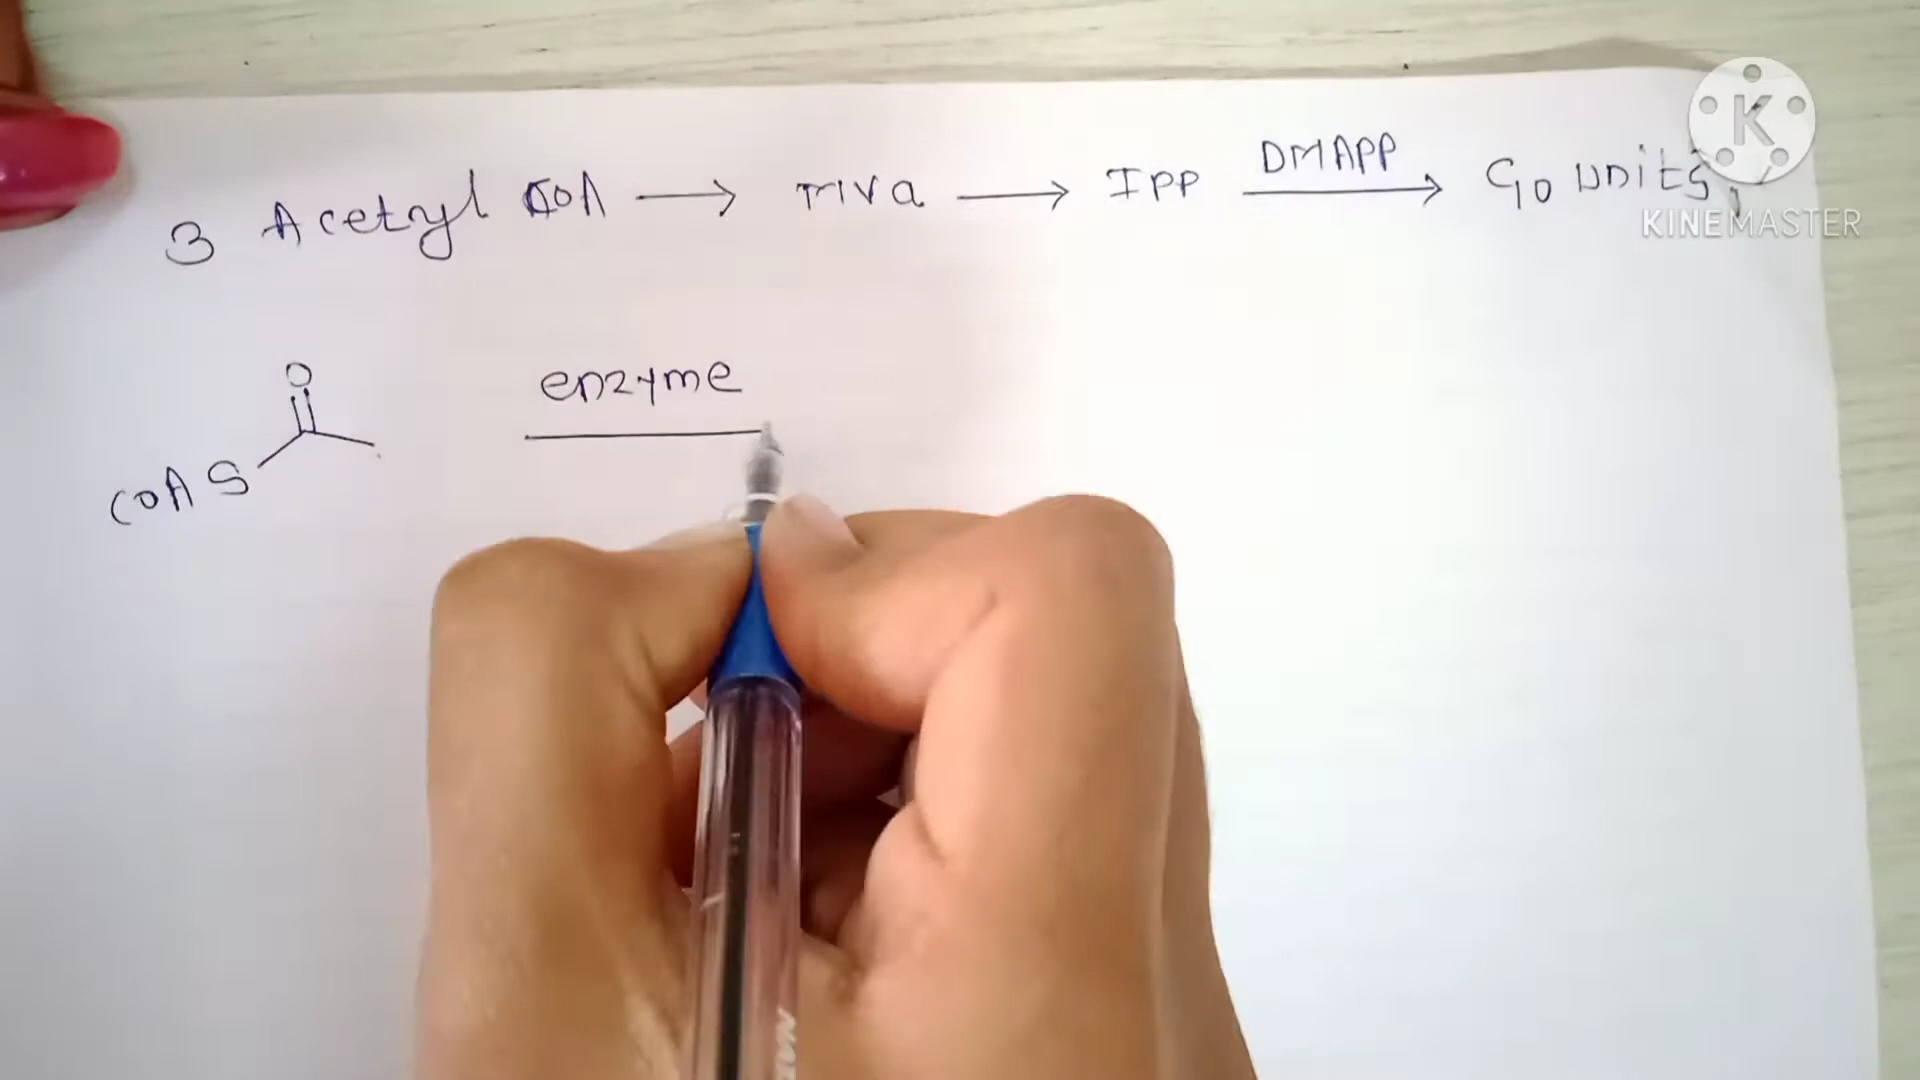 3 Acetyl CoA → MVa → IPP DMAPP → C10 units
KINEMASTER
O
enzyme
CoA S